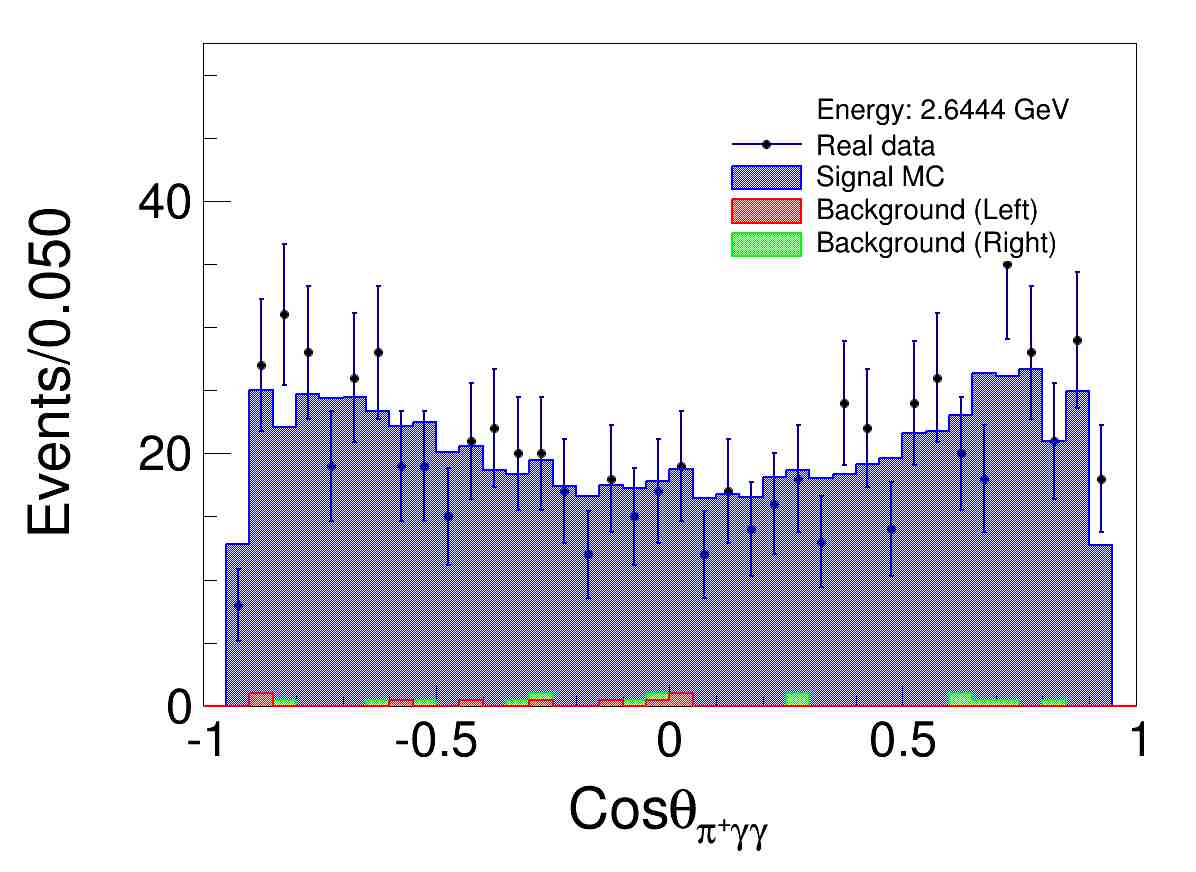 Energy: 2.6444 GeV
Real data
Signal MC
Background (Left)
Background (Right)
Events/0.050
40
20
0
-1 -0.5 0 0.5 1
Cosθπ+γγ